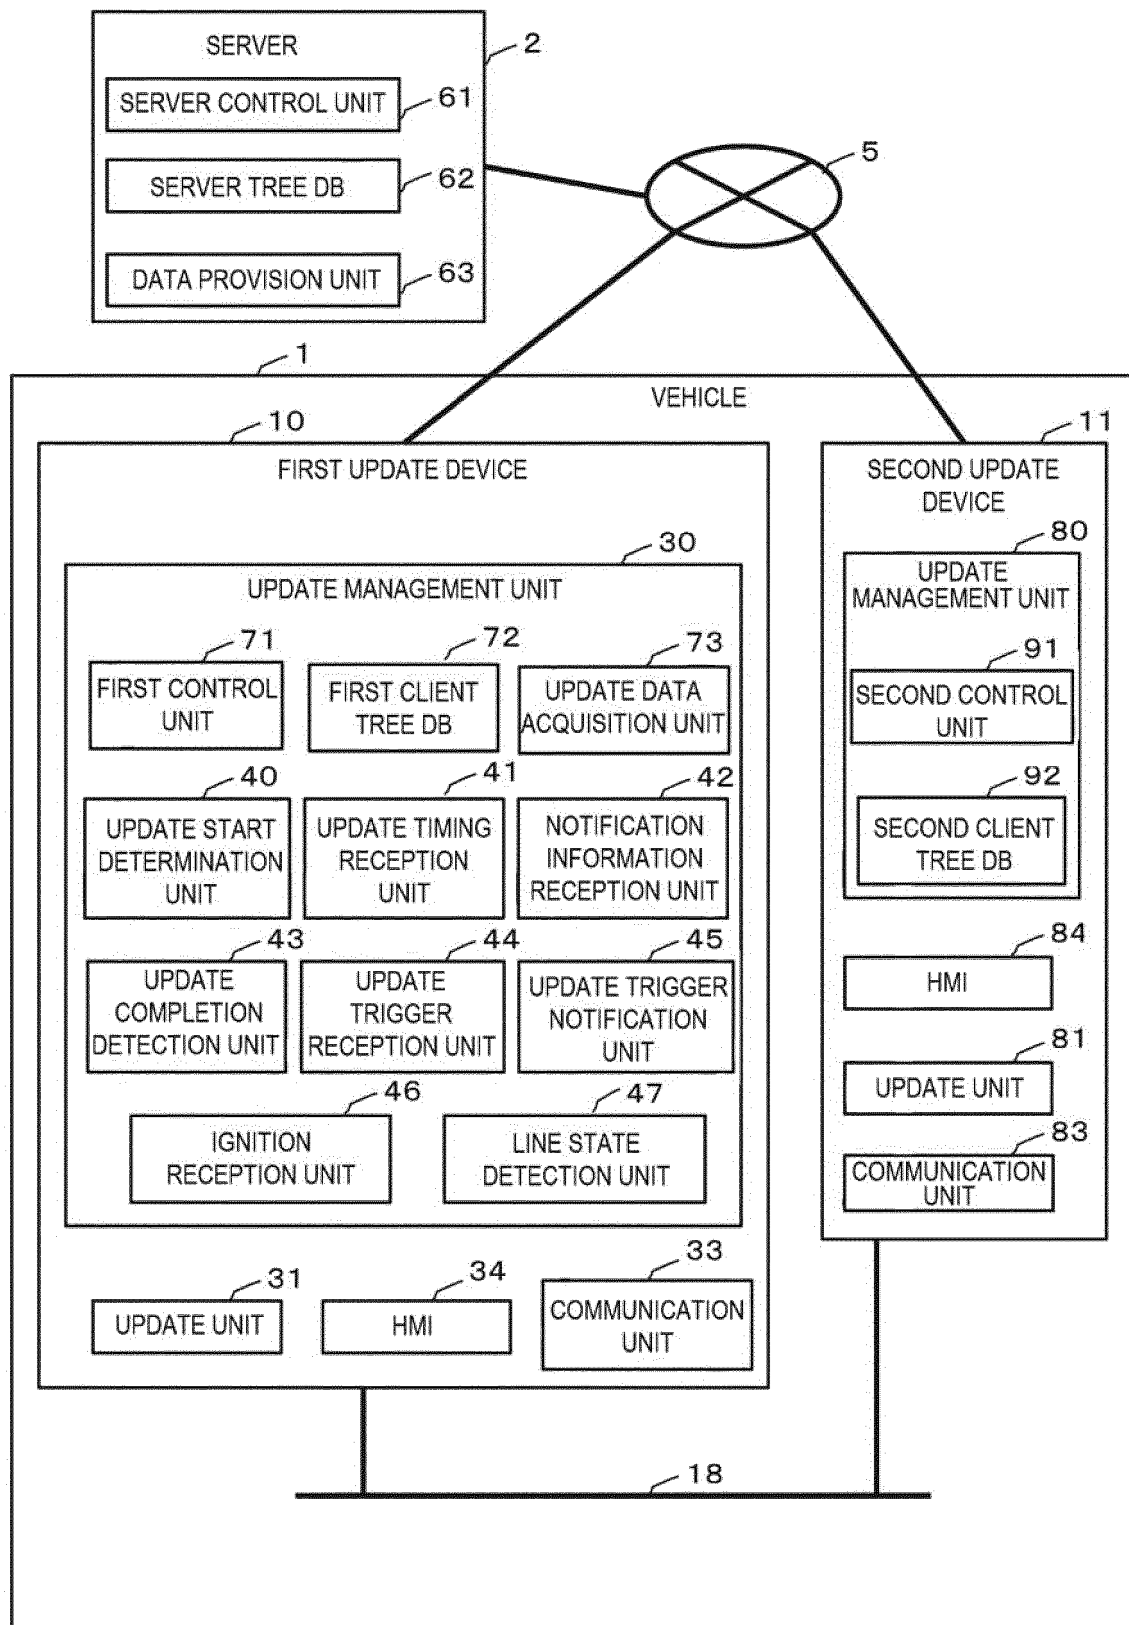 SERVER
2
SERVER CONTROL UNIT
61
SERVER TREE DB
62
DATA PROVISION UNIT
63
5
1
VEHICLE
10
FIRST UPDATE DEVICE
30
UPDATE MANAGEMENT UNIT
71
FIRST CONTROL
UNIT
72
FIRST CLIENT
TREE DB
73
UPDATE DATA
ACQUISITION UNIT
40
UPDATE START
DETERMINATION
UNIT
41
UPDATE TIMING
RECEPTION
UNIT
42
NOTIFICATION
INFORMATION
RECEPTION UNIT
43
UPDATE
COMPLETION
DETECTION UNIT
44
UPDATE
TRIGGER
RECEPTION UNIT
45
UPDATE TRIGGER
NOTIFICATION
UNIT
46
IGNITION
RECEPTION UNIT
47
LINE STATE
DETECTION UNIT
31
UPDATE UNIT
34
HMI
33
COMMUNICATION
UNIT
11
SECOND UPDATE
DEVICE
80
UPDATE
MANAGEMENT UNIT
91
SECOND CONTROL
UNIT
92
SECOND CLIENT
TREE DB
84
HMI
81
UPDATE UNIT
83
COMMUNICATION
UNIT
18